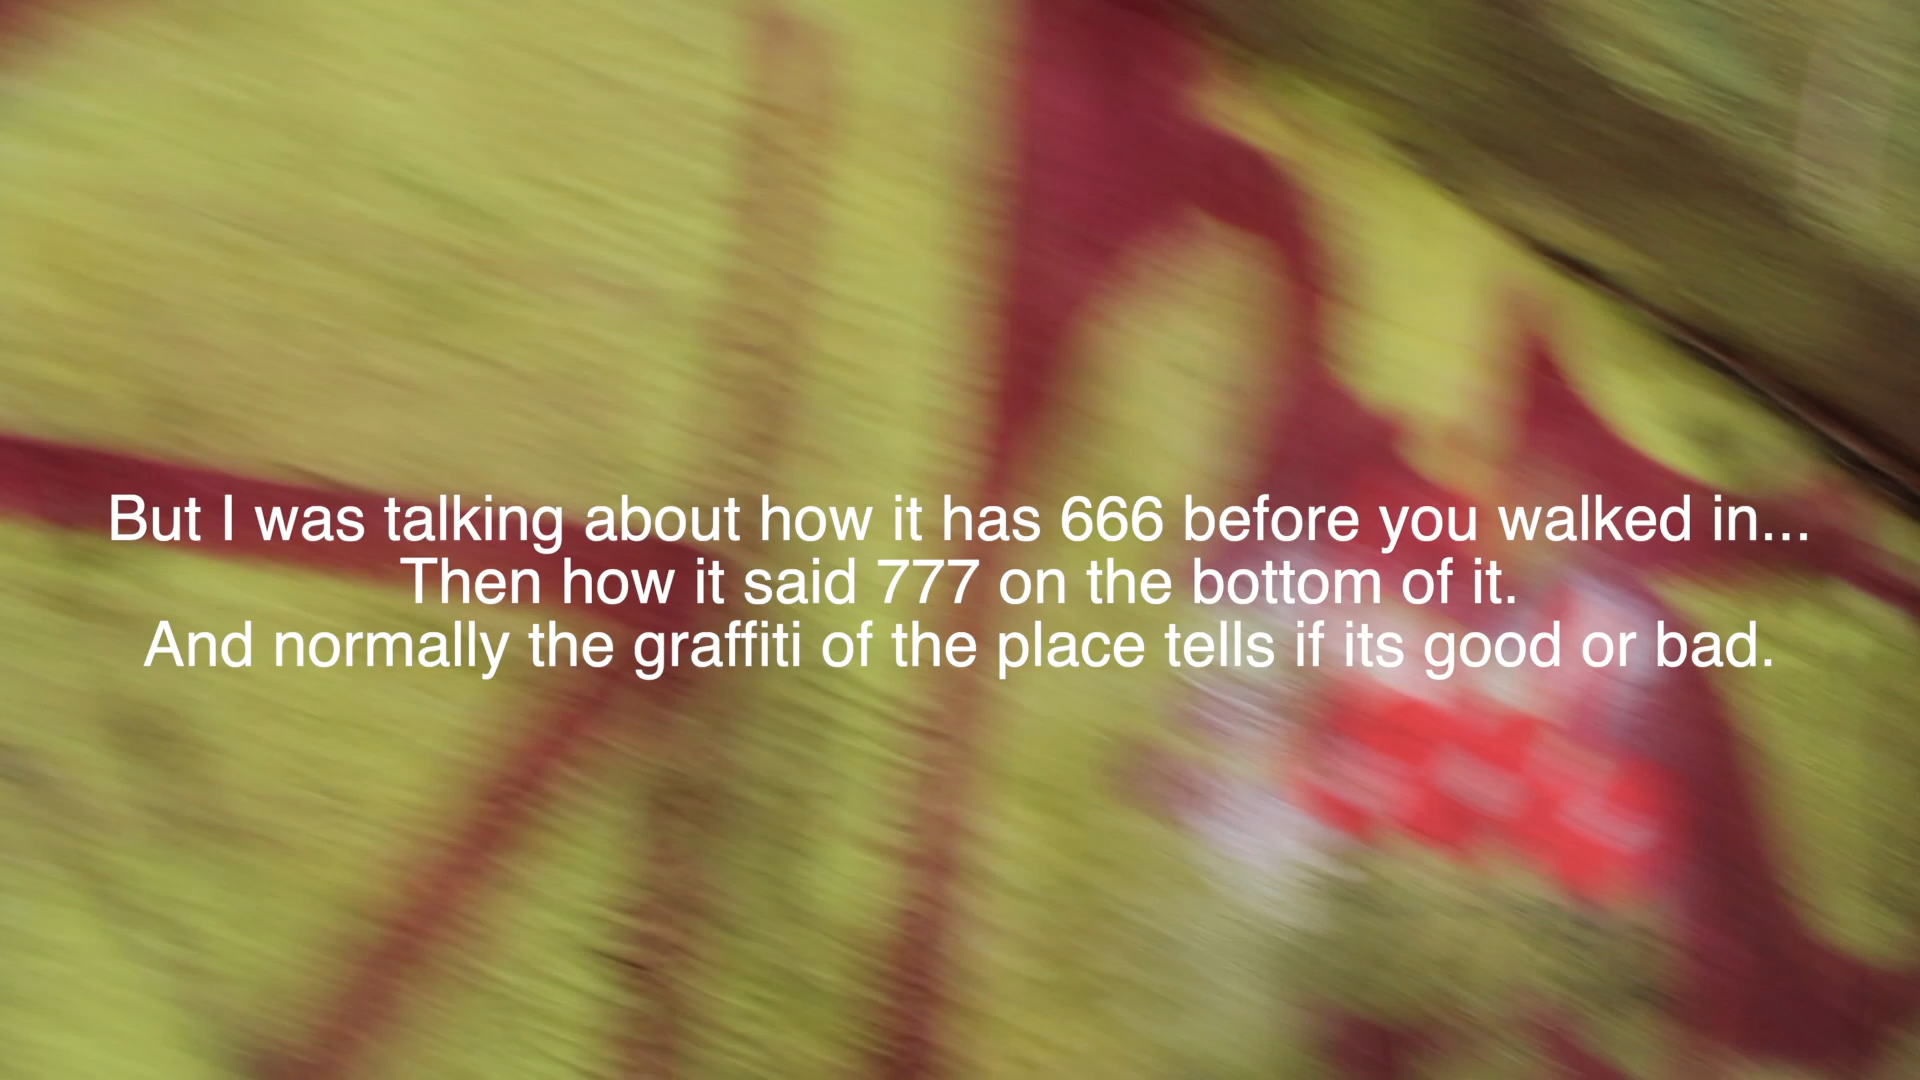 But I was talking about how it has 666 before you walked in...
Then how it said 777 on the bottom of it.
And normally the graffiti of the place tells if its good or bad.